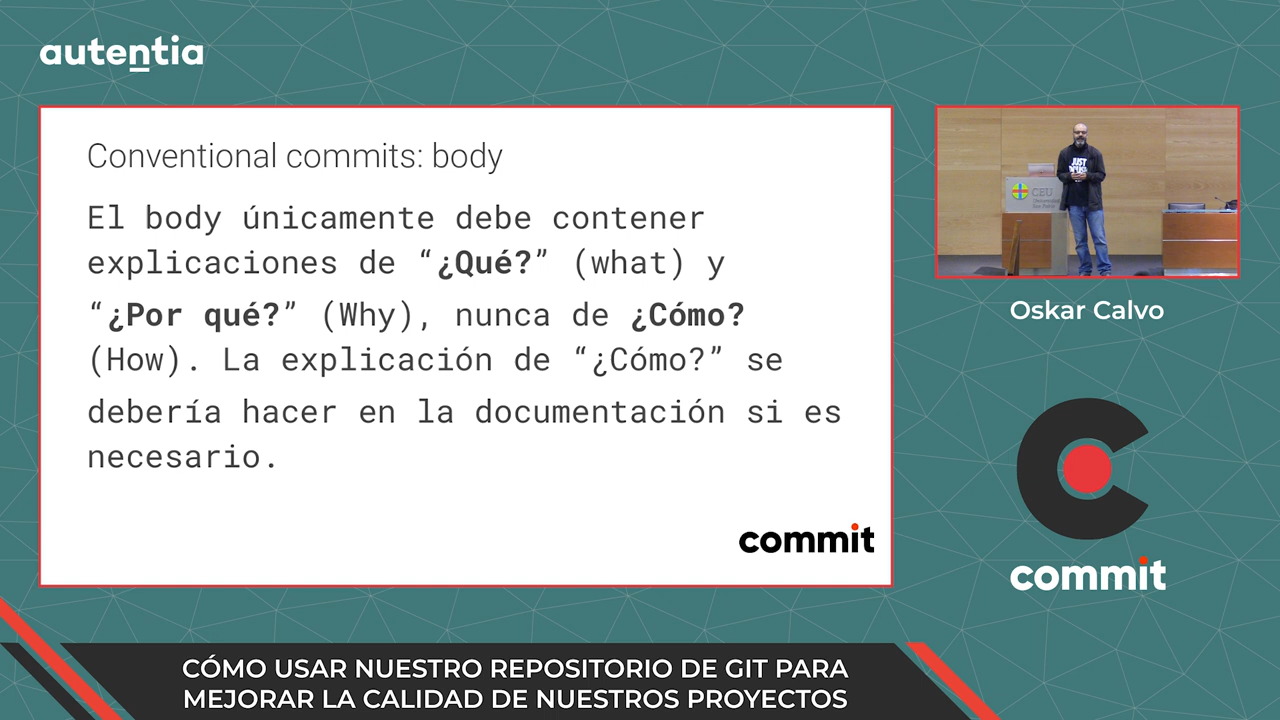 autentia
Conventional commits: body
El body únicamente debe contener
explicaciones de “¿Qué?” (what) y
“¿Por qué?” (Why), nunca de ¿Cómo?
(How). La explicación de “¿Cómo?” se
debería hacer en la documentación si es
necesario.
commit
JUST
CEU
Oskar Calvo
commit
CÓMO USAR NUESTRO REPOSITORIO DE GIT PARA
MEJORAR LA CALIDAD DE NUESTROS PROYECTOS